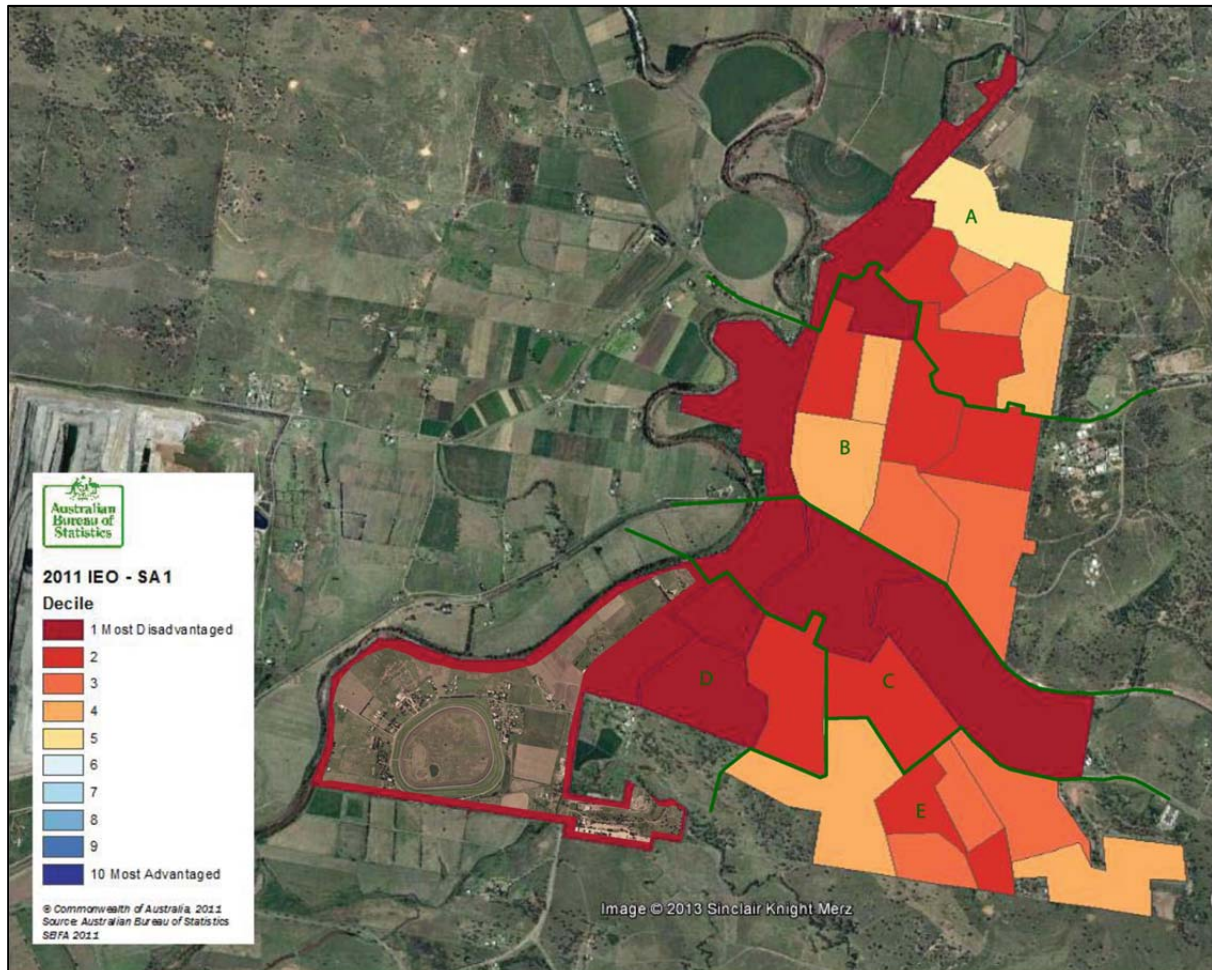 A
B
C
D
E
Australian
Bureau of
Statistics
2011 IEO - SA1
Decile
1 Most Disadvantaged
2
3
4
5
6
7
8
9
10 Most Advantaged
© Commonwealth of Australia, 2011
Source: Australian Bureau of Statistics
SEIFA 2011
Image © 2013 Sinclair Knight Merz